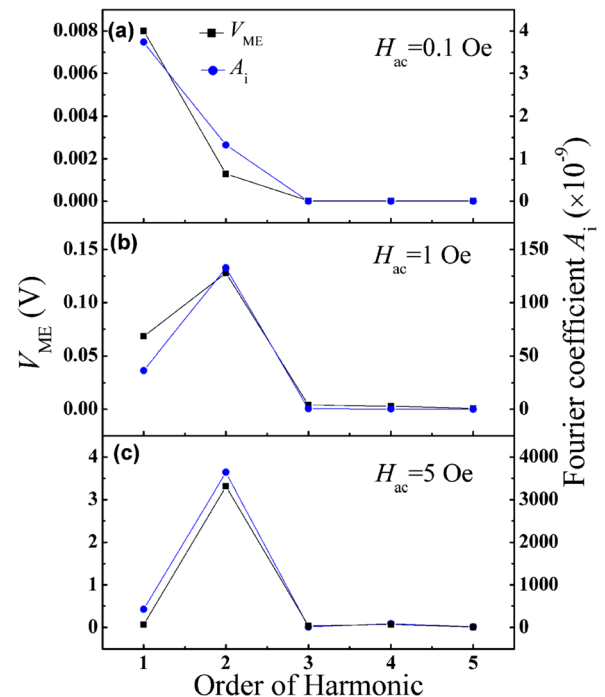 (a)
V_ME
A_i
H_ac=0.1 Oe
0.008
0.006
0.004
0.002
0.000
4
3
2
1
0
(b)
H_ac=1 Oe
0.15
0.10
0.05
0.00
150
100
50
0
(c)
H_ac=5 Oe
4
3
2
1
0
4000
3000
2000
1000
0
V_ME (V)
Fourier coefficient A_i (×10^-9)
1 2 3 4 5
Order of Harmonic